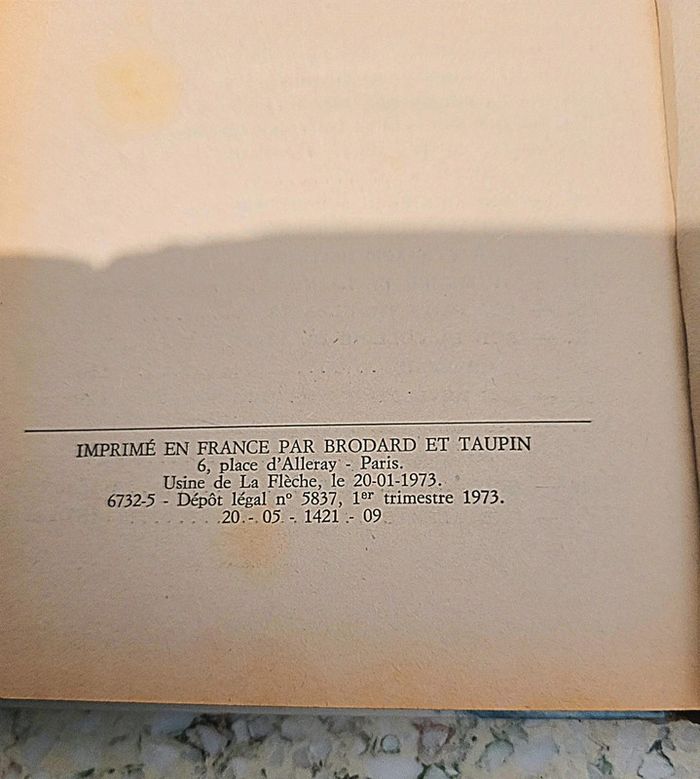 IMPRIMÉ EN FRANCE PAR BRODARD ET TAUPIN
6, place d'Alleray - Paris.
Usine de La Flèche, le 20-01-1973.
6732-5 - Dépôt légal nº 5837, 1er trimestre 1973.
20 - 05 - 1421 - 09